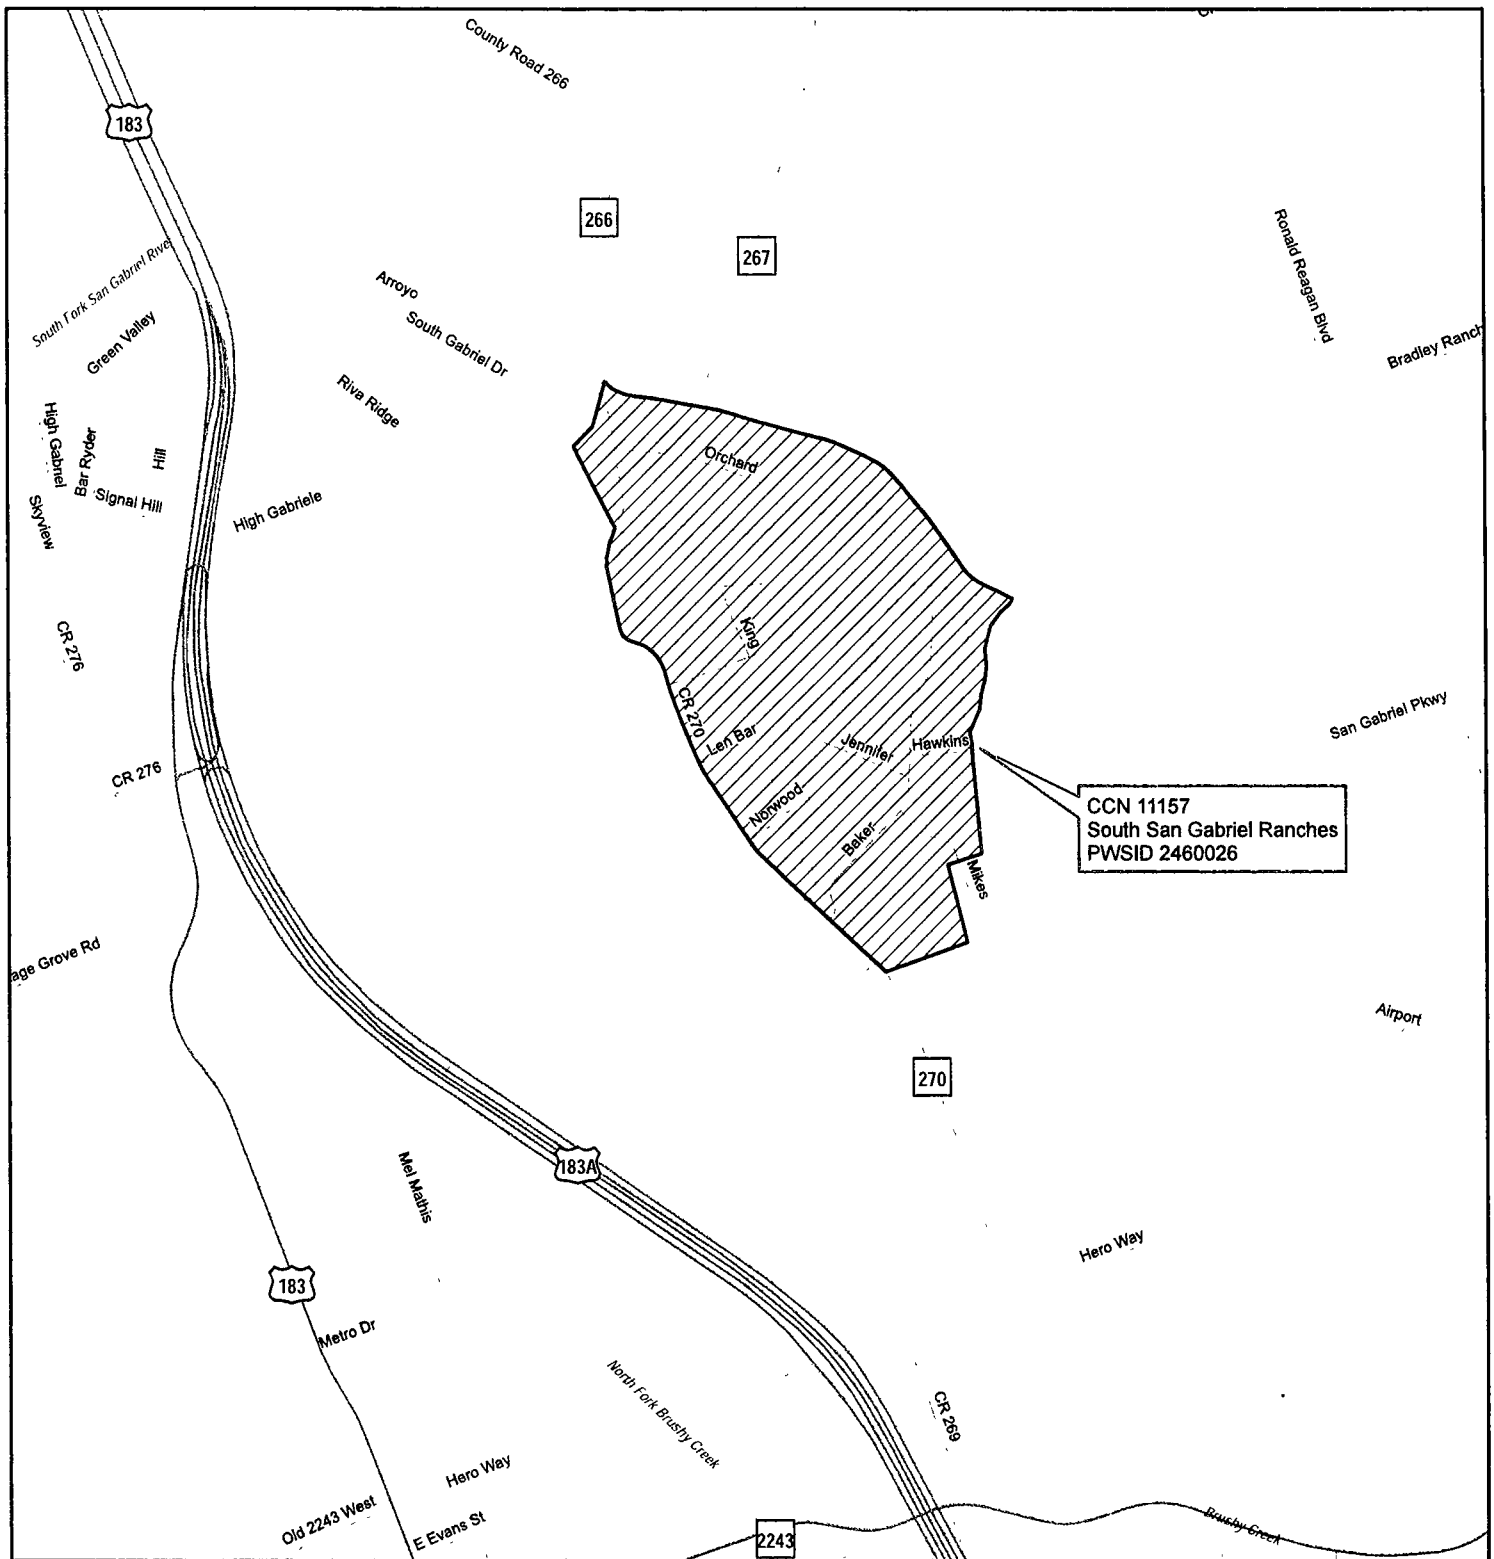 County Road 266
183
266
267
Ronald Reagan Blvd
South Fork San Gabriel River
Arroyo
Green Valley
South Gabriel Dr
Bradley Ranch
Riva Ridge
High Gabriel
Bar Ryder
Hill
Signal Hill
Orchard
High Gabriele
Skyview
King
CR 276
CR 270
San Gabriel Pkwy
Len Bar
Jennifer
Hawkins
CR 276
Norwood
CCN 11157
South San Gabriel Ranches
PWSID 2460026
Baker
Mikes
age Grove Rd
Airport
270
183A
Mel Mathis
Hero Way
183
Metro Dr
North Fork Brushy Creek
CR 269
Hero Way
Old 2243 West
E Evans St
2243
Brushy Creek